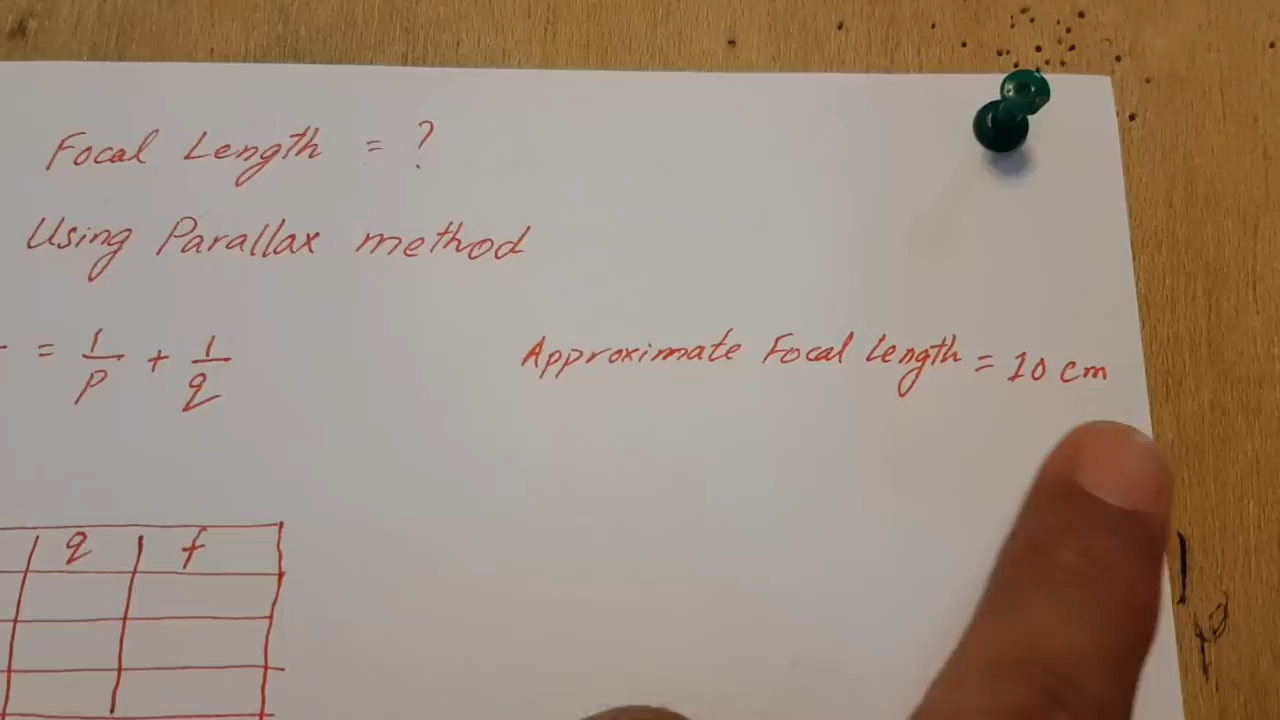 Focal Length = ?
Using Parallax method
= 1/p + 1/q
Approximate Focal Length = 10 cm
q f